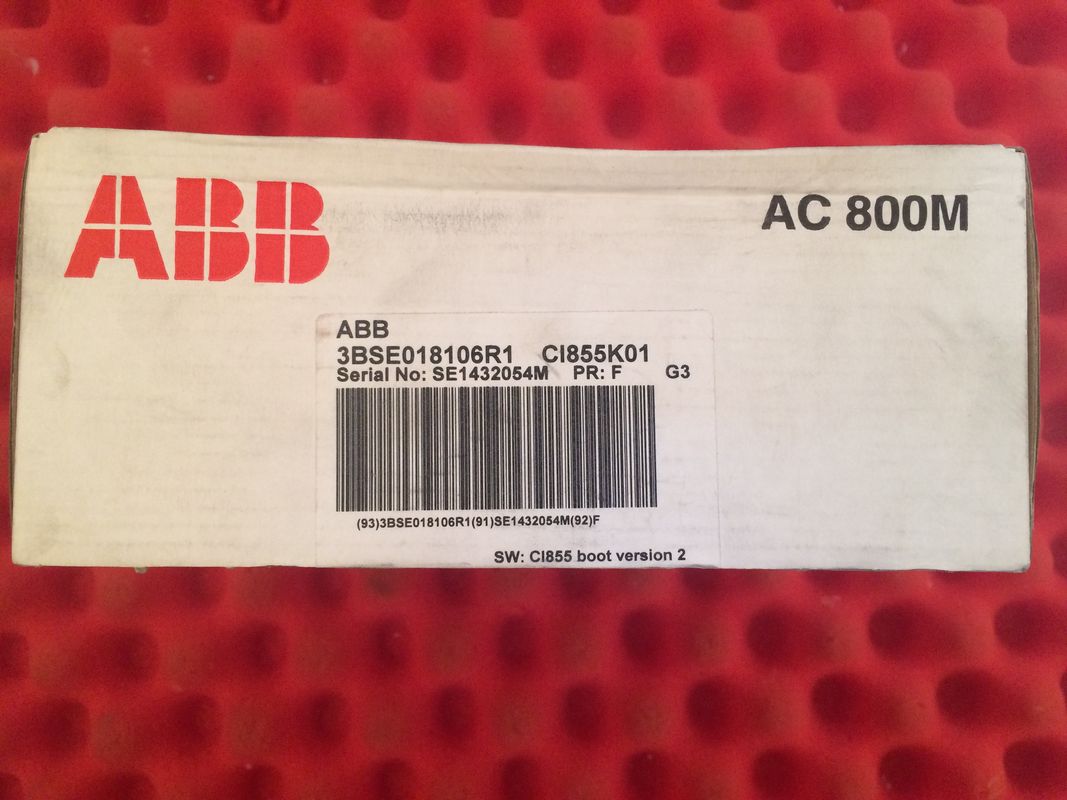 ABB
AC 800M
ABB
3BSE018106R1 CI855K01
Serial No: SE1432054M PR: F G3
(93)3BSE018106R1(91)SE1432054M(92)F
SW: CI855 boot version 2